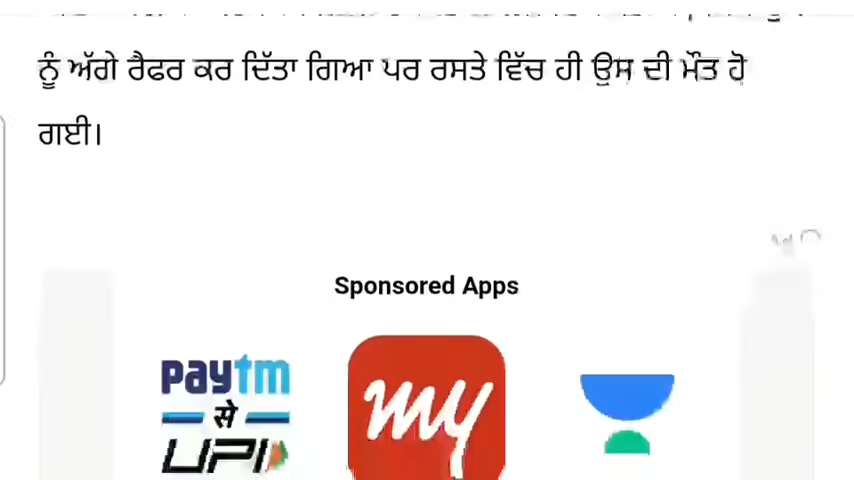 ਨੂੰ ਅੱਗੇ ਰੈਫਰ ਕਰ ਦਿੱਤਾ ਗਿਆ ਪਰ ਰਸਤੇ ਵਿੱਚ ਹੀ ਉਸ ਦੀ ਮੌਤ ਹੋ
ਗਈ।
Sponsored Apps
paytm
से
UPI
my